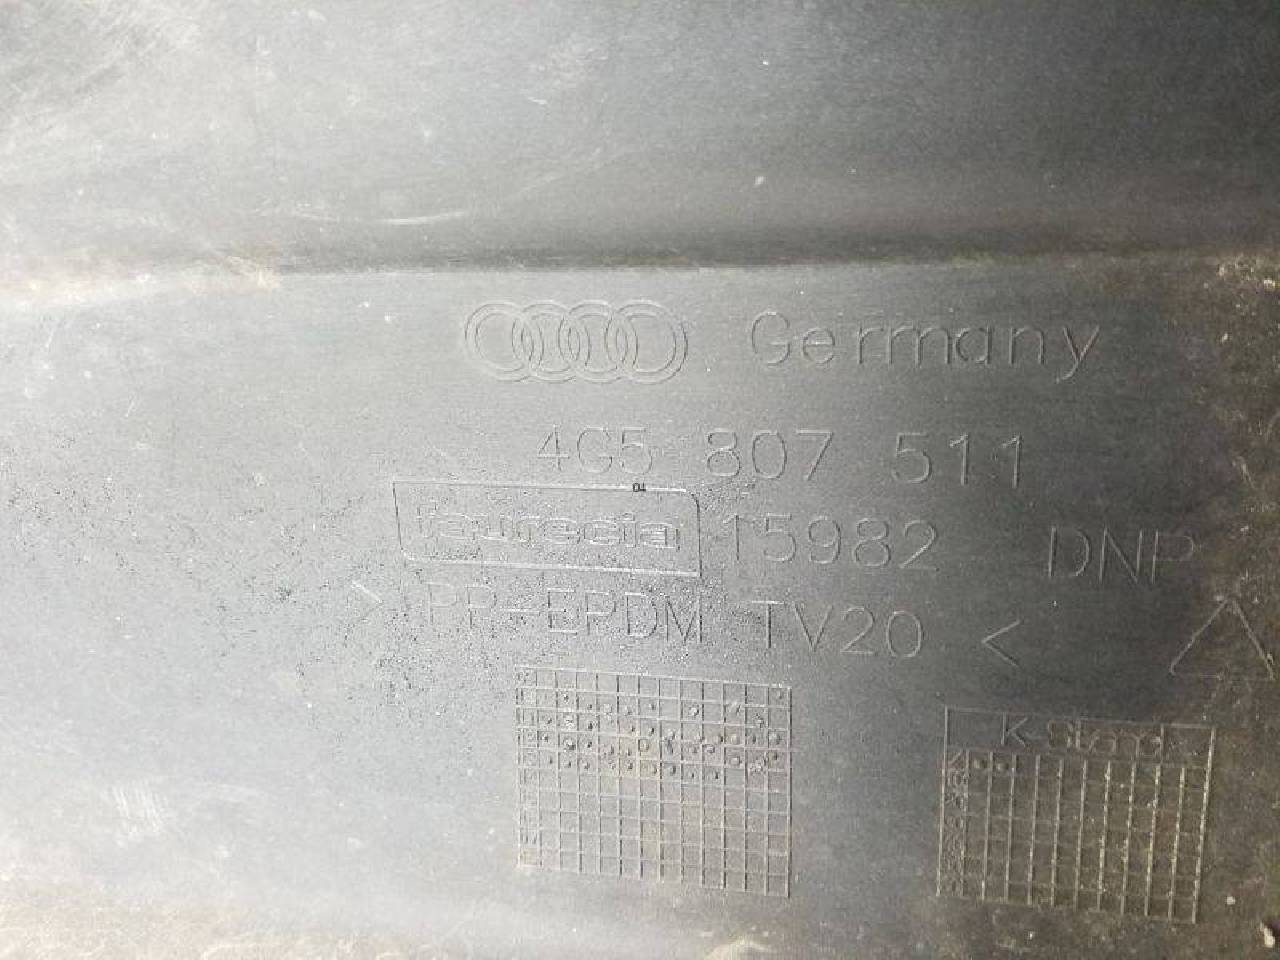 Germany
4G5 807 511
faurecia 15982 DNP
> PP-EPDM TV20 <
K-Stand